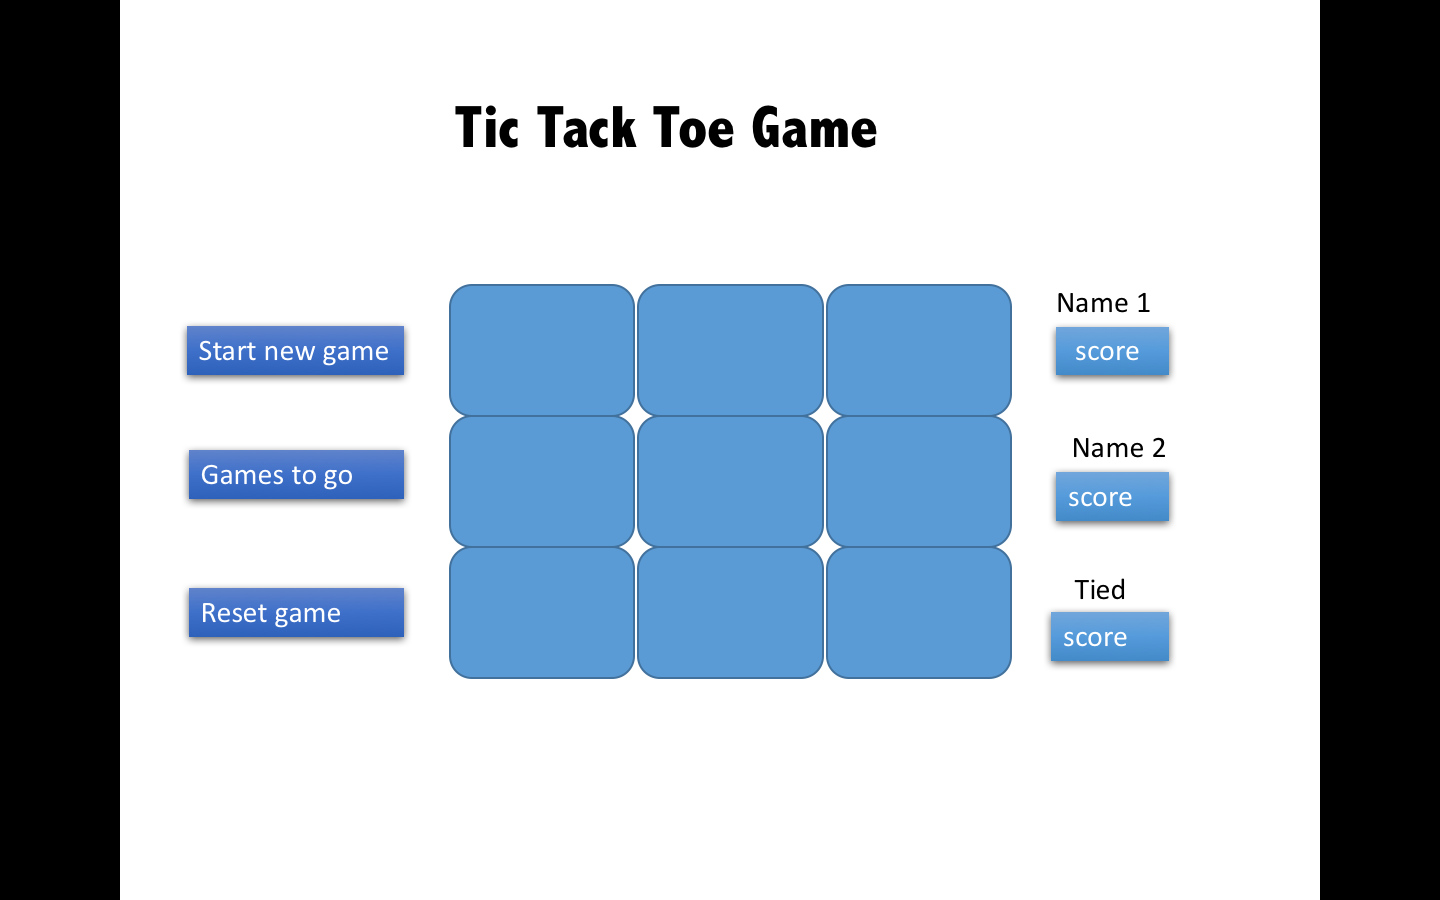 Tic Tack Toe Game
Start new game
Games to go
Reset game
Name 1
score
Name 2
score
Tied
score